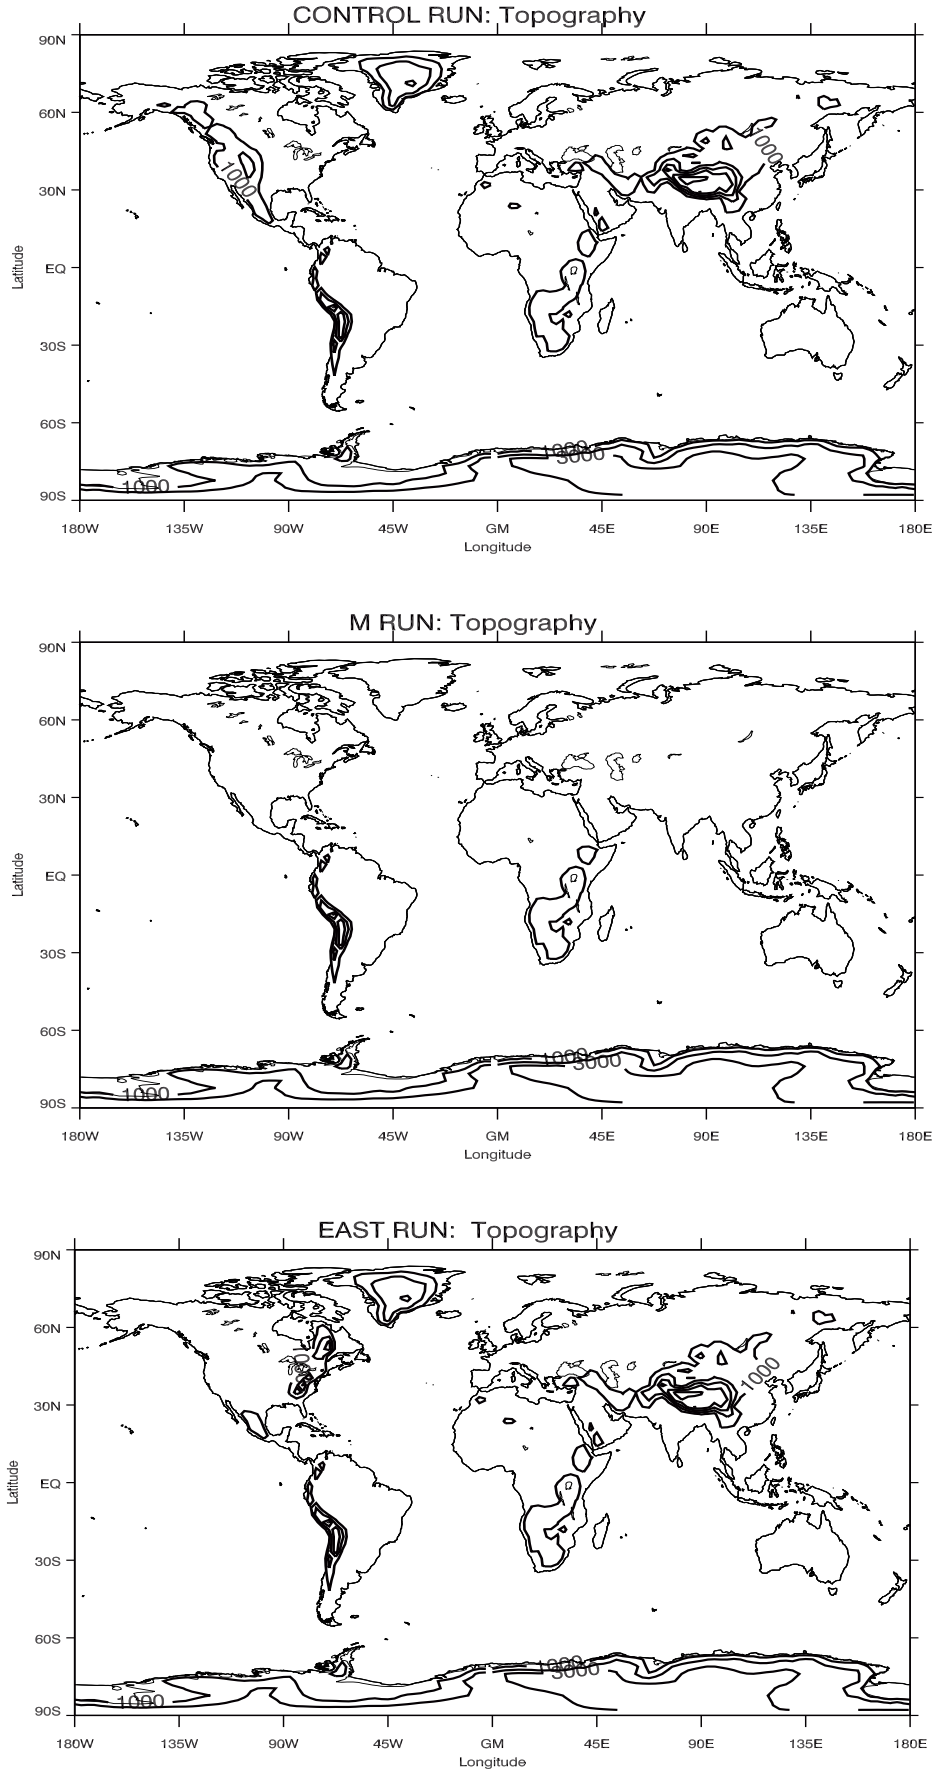 CONTROL RUN: Topography
90N
60N
30N
EQ
30S
60S
90S
Latitude
1000
1000
1000
3000
1000
180W 135W 90W 45W GM 45E 90E 135E 180E
Longitude
M RUN: Topography
90N
60N
30N
EQ
30S
60S
90S
Latitude
1000
3000
1000
180W 135W 90W 45W GM 45E 90E 135E 180E
Longitude
EAST RUN: Topography
90N
60N
30N
EQ
30S
60S
90S
Latitude
1000
1000
3000
1000
180W 135W 90W 45W GM 45E 90E 135E 180E
Longitude